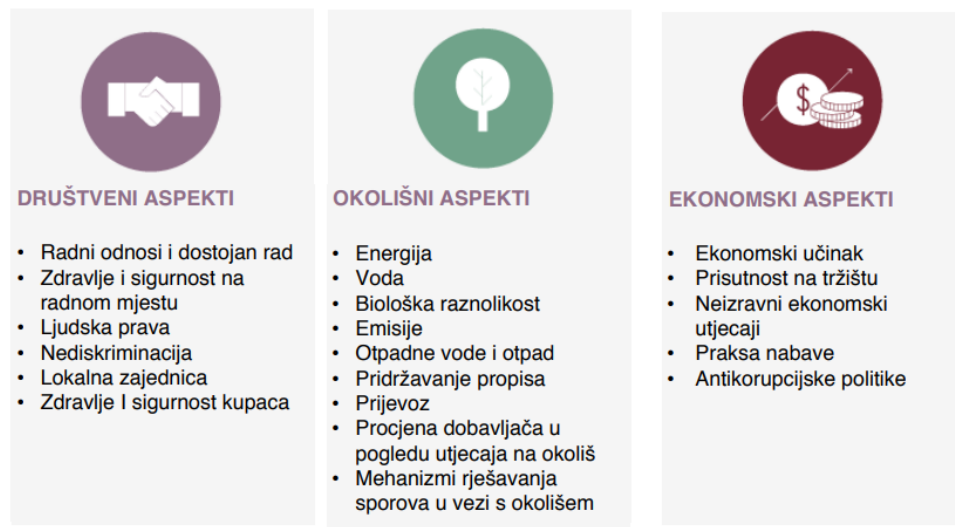 DRUŠTVENI ASPEKTI
• Radni odnosi i dostojan rad
• Zdravlje i sigurnost na
radnom mjestu
• Ljudska prava
• Nediskriminacija
• Lokalna zajednica
• Zdravlje I sigurnost kupaca
OKOLIŠNI ASPEKTI
• Energija
• Voda
• Biološka raznolikost
• Emisije
• Otpadne vode i otpad
• Pridržavanje propisa
• Prijevoz
• Procjena dobavljača u
pogledu utjecaja na okoliš
• Mehanizmi rješavanja
sporova u vezi s okolišem
$
EKONOMSKI ASPEKTI
• Ekonomski učinak
• Prisutnost na tržištu
• Neizravni ekonomski
utjecaji
• Praksa nabave
• Antikorupcijske politike